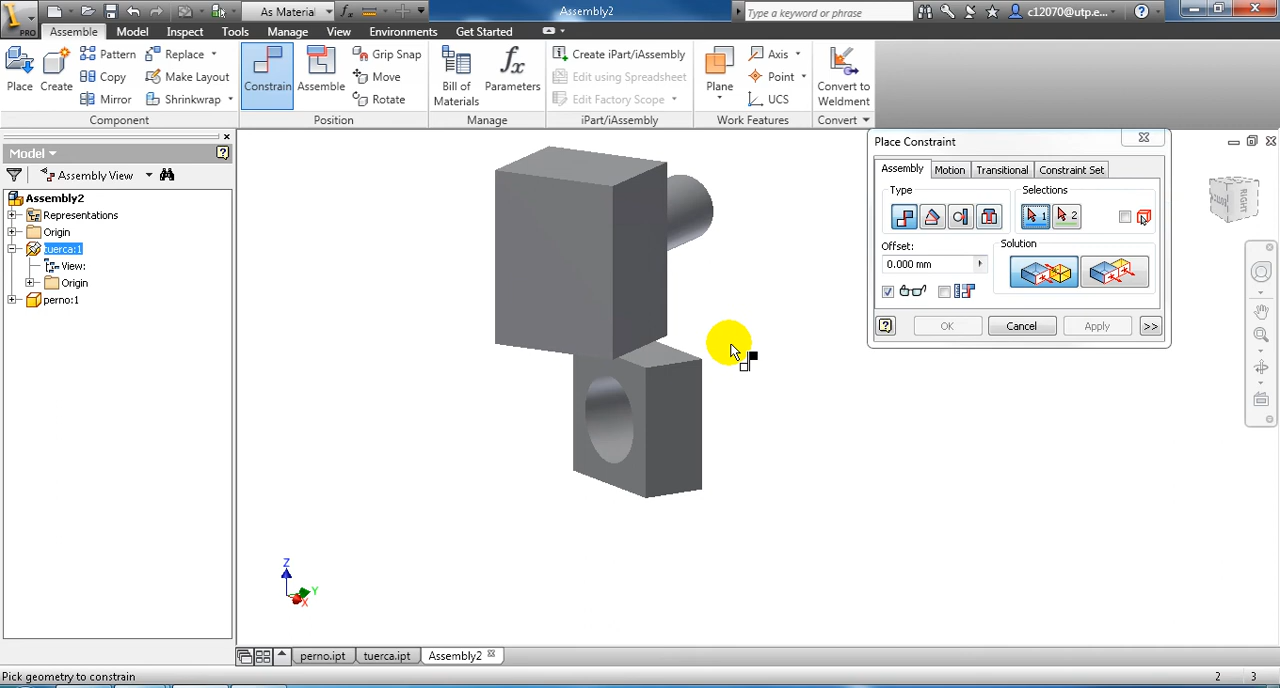 PRO
As Material
fx
Assembly2
Type a keyword or phrase
c12070@utp.e...
Assemble Model Inspect Tools Manage View Environments Get Started
Place
Create
Pattern
Copy
Mirror
Replace
Make Layout
Shrinkwrap
Component
Constrain
Assemble
Grip Snap
Move
Rotate
Position
Bill of
Materials
fx
Parameters
Manage
Create iPart/iAssembly
Edit using Spreadsheet
Edit Factory Scope
iPart/iAssembly
Plane
Axis
Point
UCS
Work Features
Convert to
Weldment
Convert
Model
Assembly View
Assembly2
Representations
Origin
tuerca:1
View:
Origin
perno:1
Place Constraint
Assembly Motion Transitional Constraint Set
Type
Selections
1 2
Offset:
0.000 mm
Solution
OK Cancel Apply >>
RIGHT
Z
Y
X
perno.ipt tuerca.ipt Assembly2
Pick geometry to constrain
2 3